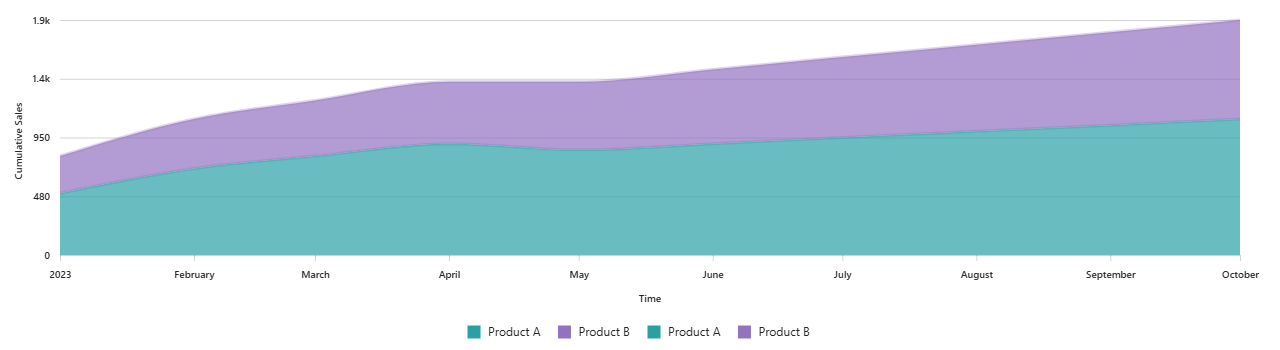 1.9k
1.4k
950
480
0
Cumulative Sales
2023 February March April May June July August September October
Time
Product A Product B Product A Product B